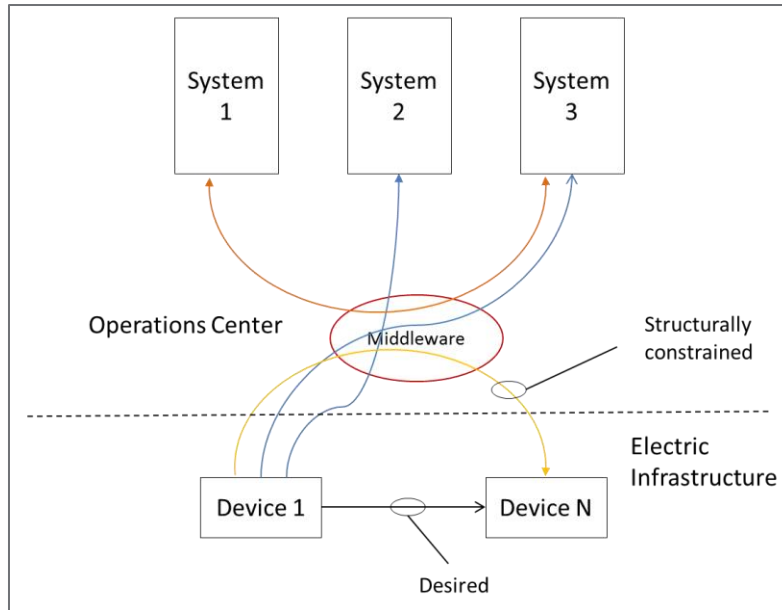 System
1
System
2
System
3
Operations Center
Middleware
Structurally
constrained
Electric
Infrastructure
Device 1
Device N
Desired